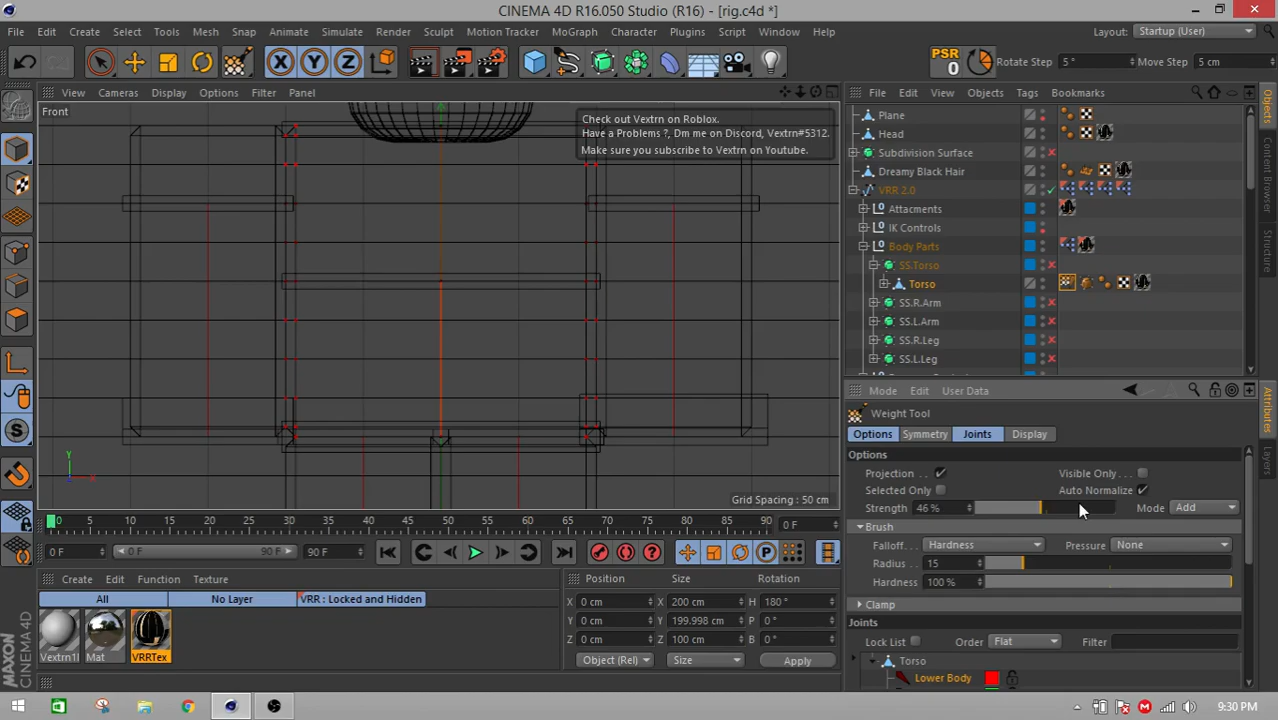 CINEMA 4D R16.050 Studio (R16) - [rig.c4d *]
File Edit Create Select Tools Mesh Snap Animate Simulate Render Sculpt Motion Tracker MoGraph Character Plugins Script Window Help Layout: Startup (User)
PSR 0 Rotate Step 5 ° Move Step 5 cm
View Cameras Display Options Filter Panel
File Edit View Objects Tags Bookmarks
Front
Check out Vextrn on Roblox.
Have a Problems ?, Dm me on Discord, Vextrn#5312.
Make sure you subscribe to Vextrn on Youtube.
Plane
Head
Subdivision Surface
Dreamy Black Hair
VRR 2.0
Attacments
IK Controls
Body Parts
SS.Torso
Torso
SS.R.Arm
SS.L.Arm
SS.R.Leg
SS.L.Leg
Objects
Content Browser
Structure
Attributes
Layers
Mode Edit User Data
Weight Tool
Options Symmetry Joints Display
Options
Projection Visible Only
Selected Only Auto Normalize
Strength 46 % Mode Add
Brush
Falloff Hardness Pressure None
Radius 15
Hardness 100 %
Clamp
Joints
Lock List Order Flat Filter
Torso
Lower Body
Y
X
Grid Spacing : 50 cm
0 5 10 15 20 25 30 35 40 45 50 55 60 65 70 75 80 85 90 0 F
0 F 0 F 90 F 90 F
Create Edit Function Texture
All No Layer VRR : Locked and Hidden
Mat VRRTex
Position Size Rotation
X 0 cm X 200 cm H 180 °
Y 0 cm Y 199.998 cm P 0 °
Z 0 cm Z 100 cm B 0 °
Object (Rel) Size Apply
MAXON CINEMA 4D
9:30 PM